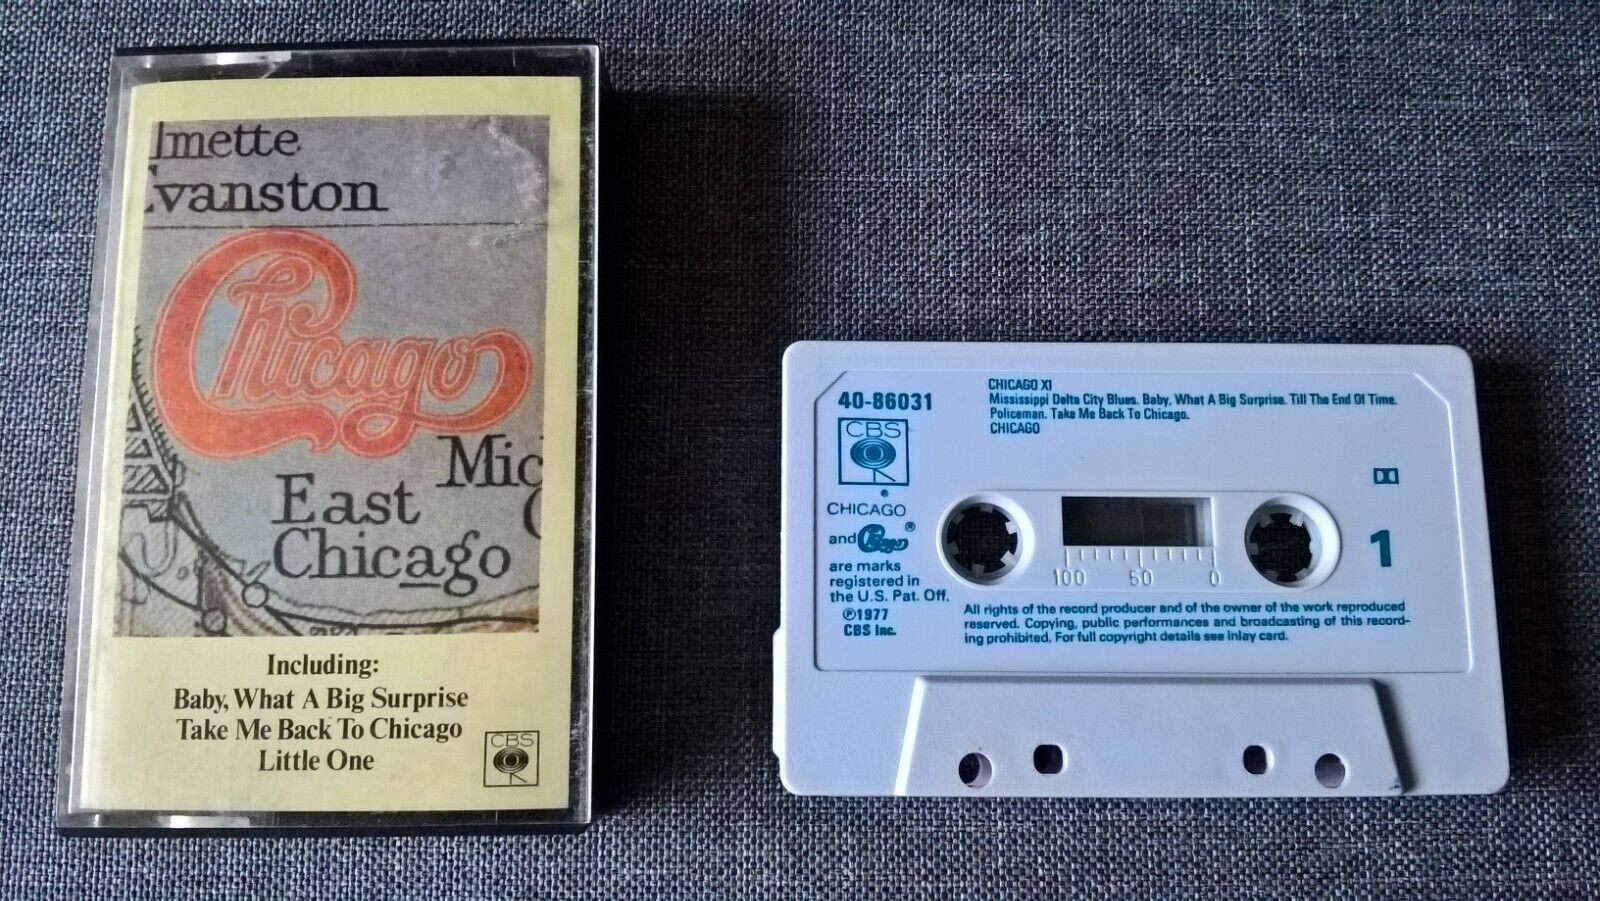 lmette
Evanston
Chicago
Mic
East
Chicago
Including:
Baby, What A Big Surprise
Take Me Back To Chicago
Little One
CBS
40-86031
CBS
®
CHICAGO
and Chicago®
are marks
registered in
the U.S. Pat. Off.
℗1977
CBS Inc.
CHICAGO X1
Mississippi Delta City Blues. Baby, What A Big Surprise. Till The End Of Time.
Policeman. Take Me Back To Chicago.
CHICAGO
1
100 50 0
All rights of the record producer and of the owner of the work reproduced
reserved. Copying, public performances and broadcasting of this record-
ing prohibited. For full copyright details see inlay card.